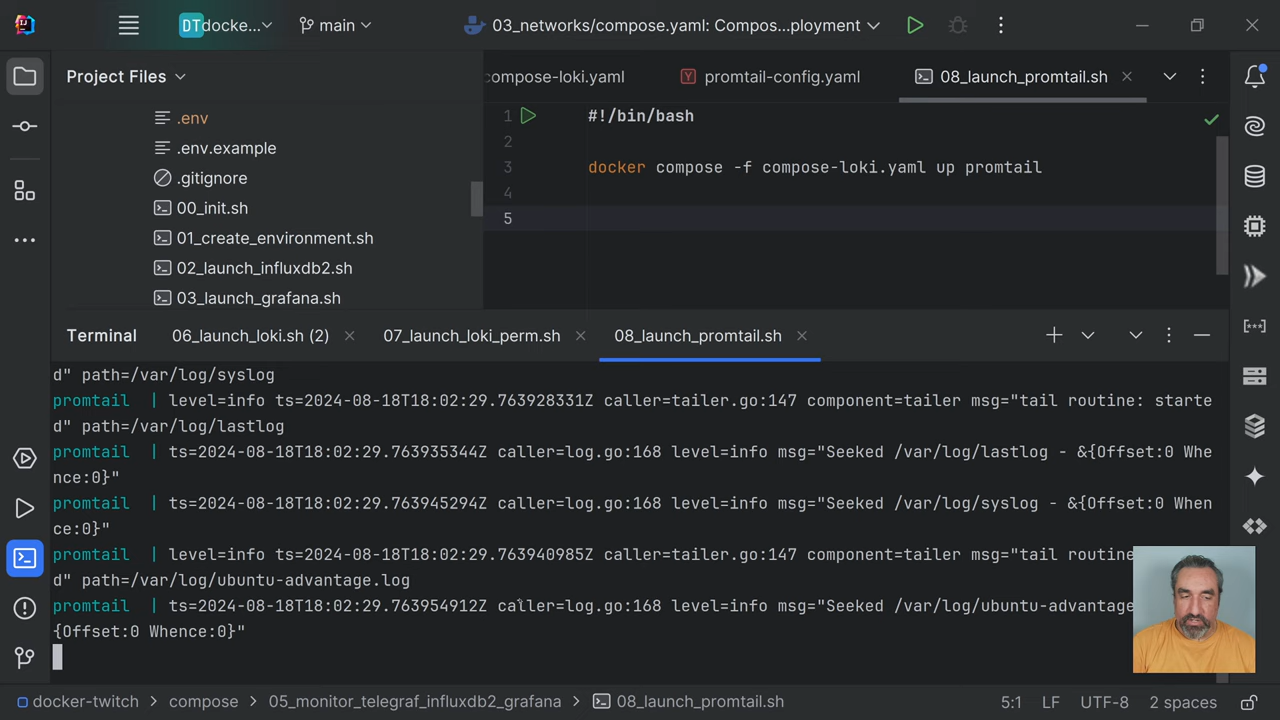 DT docke...
main
03_networks/compose.yaml: Compos...ployment
Project Files
compose-loki.yaml
promtail-config.yaml
08_launch_promtail.sh
.env
.env.example
.gitignore
00_init.sh
01_create_environment.sh
02_launch_influxdb2.sh
03_launch_grafana.sh
1 #!/bin/bash
2
3 docker compose -f compose-loki.yaml up promtail
4
5
Terminal
06_launch_loki.sh (2)
07_launch_loki_perm.sh
08_launch_promtail.sh
d" path=/var/log/syslog
promtail | level=info ts=2024-08-18T18:02:29.763928331Z caller=tailer.go:147 component=tailer msg="tail routine: starte
d" path=/var/log/lastlog
promtail | ts=2024-08-18T18:02:29.763935344Z caller=log.go:168 level=info msg="Seeked /var/log/lastlog - &{Offset:0 Whe
nce:0}"
promtail | ts=2024-08-18T18:02:29.763945294Z caller=log.go:168 level=info msg="Seeked /var/log/syslog - &{Offset:0 When
ce:0}"
promtail | level=info ts=2024-08-18T18:02:29.763940985Z caller=tailer.go:147 component=tailer msg="tail routine
d" path=/var/log/ubuntu-advantage.log
promtail | ts=2024-08-18T18:02:29.763954912Z caller=log.go:168 level=info msg="Seeked /var/log/ubuntu-advantage
{Offset:0 Whence:0}"
docker-twitch > compose > 05_monitor_telegraf_influxdb2_grafana > 08_launch_promtail.sh
5:1 LF UTF-8 2 spaces